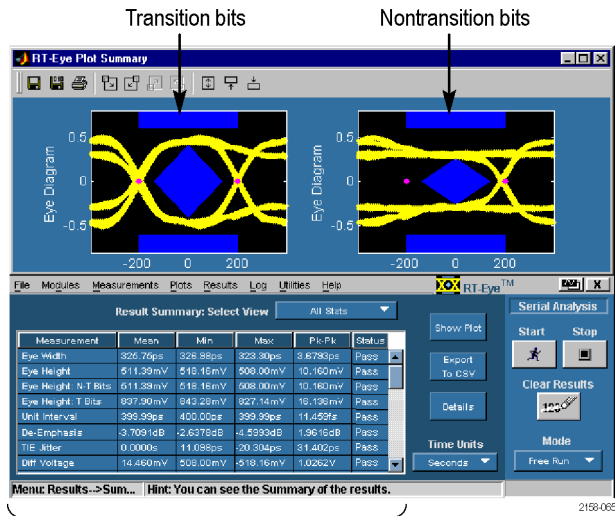 Transition bits
Nontransition bits
RT-Eye Plot Summary
Eye Diagram
0.5
0
-0.5
-200 0 200
Eye Diagram
0.5
0
-0.5
-200 0 200
File Modules Measurements Plots Results Log Utilities Help
RT-Eye™
X
Result Summary: Select View
All Stats
Measurement Mean Min Max Pk-Pk Status
Eye Width 325.75ps 326.98ps 323.30ps 3.6793ps Pass
Eye Height 511.39mV 518.16mV 508.00mV 10.160mV Pass
Eye Height: N-T Bits 511.39mV 518.16mV 508.00mV 10.160mV Pass
Eye Height: T Bits 837.90mV 843.28mV 827.14mV 16.136mV Pass
Unit Interval 399.99ps 400.00ps 399.99ps 11.459fs Pass
De-Emphasis -3.7091dB -2.6378dB -4.5993dB 1.9616dB Pass
TIE Jitter 0.0000s 11.098ps -20.304ps 31.402ps Pass
Diff Voltage 14.460mV 508.00mV -518.16mV 1.0262V Pass
Show Plot
Export To CSV
Details
Time Units
Seconds
Serial Analysis
Start Stop
Clear Results
Mode
Free Run
Menu: Results-->Sum... Hint: You can see the Summary of the results.
2158-065